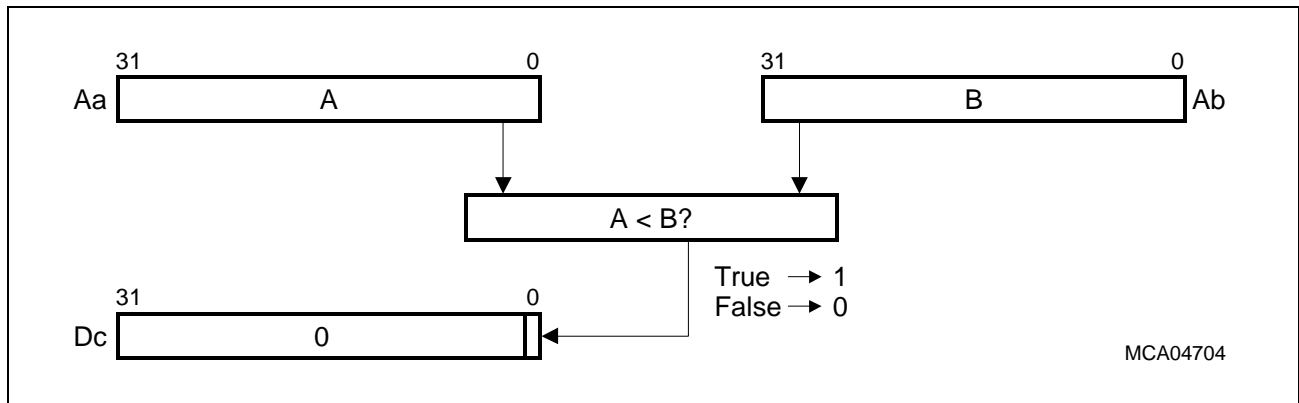 31 0 31 0
Aa A B Ab
A < B?
True → 1
False → 0
31 0
Dc 0
MCA04704